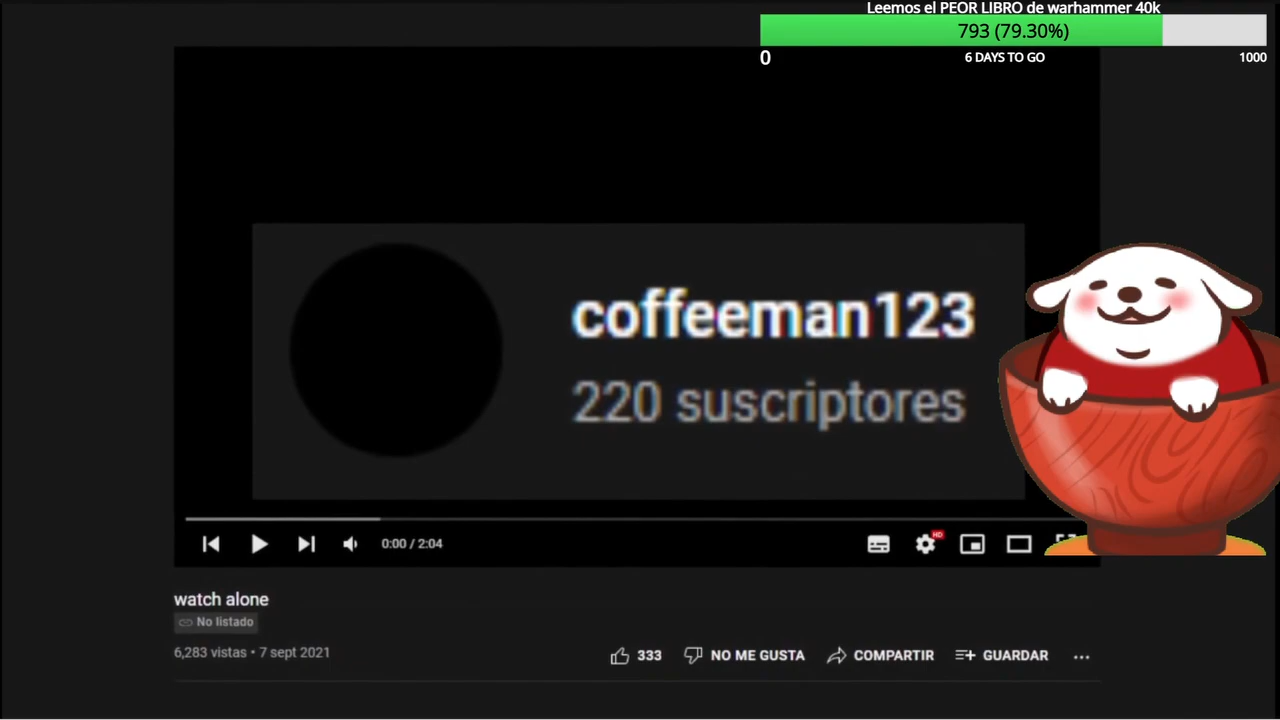 Leemos el PEOR LIBRO de warhammer 40k
793 (79.30%)
0
6 DAYS TO GO
1000
coffeeman123
220 suscriptores
0:00 / 2:04
HD
watch alone
No listado
6,283 vistas • 7 sept 2021
333
NO ME GUSTA
COMPARTIR
GUARDAR